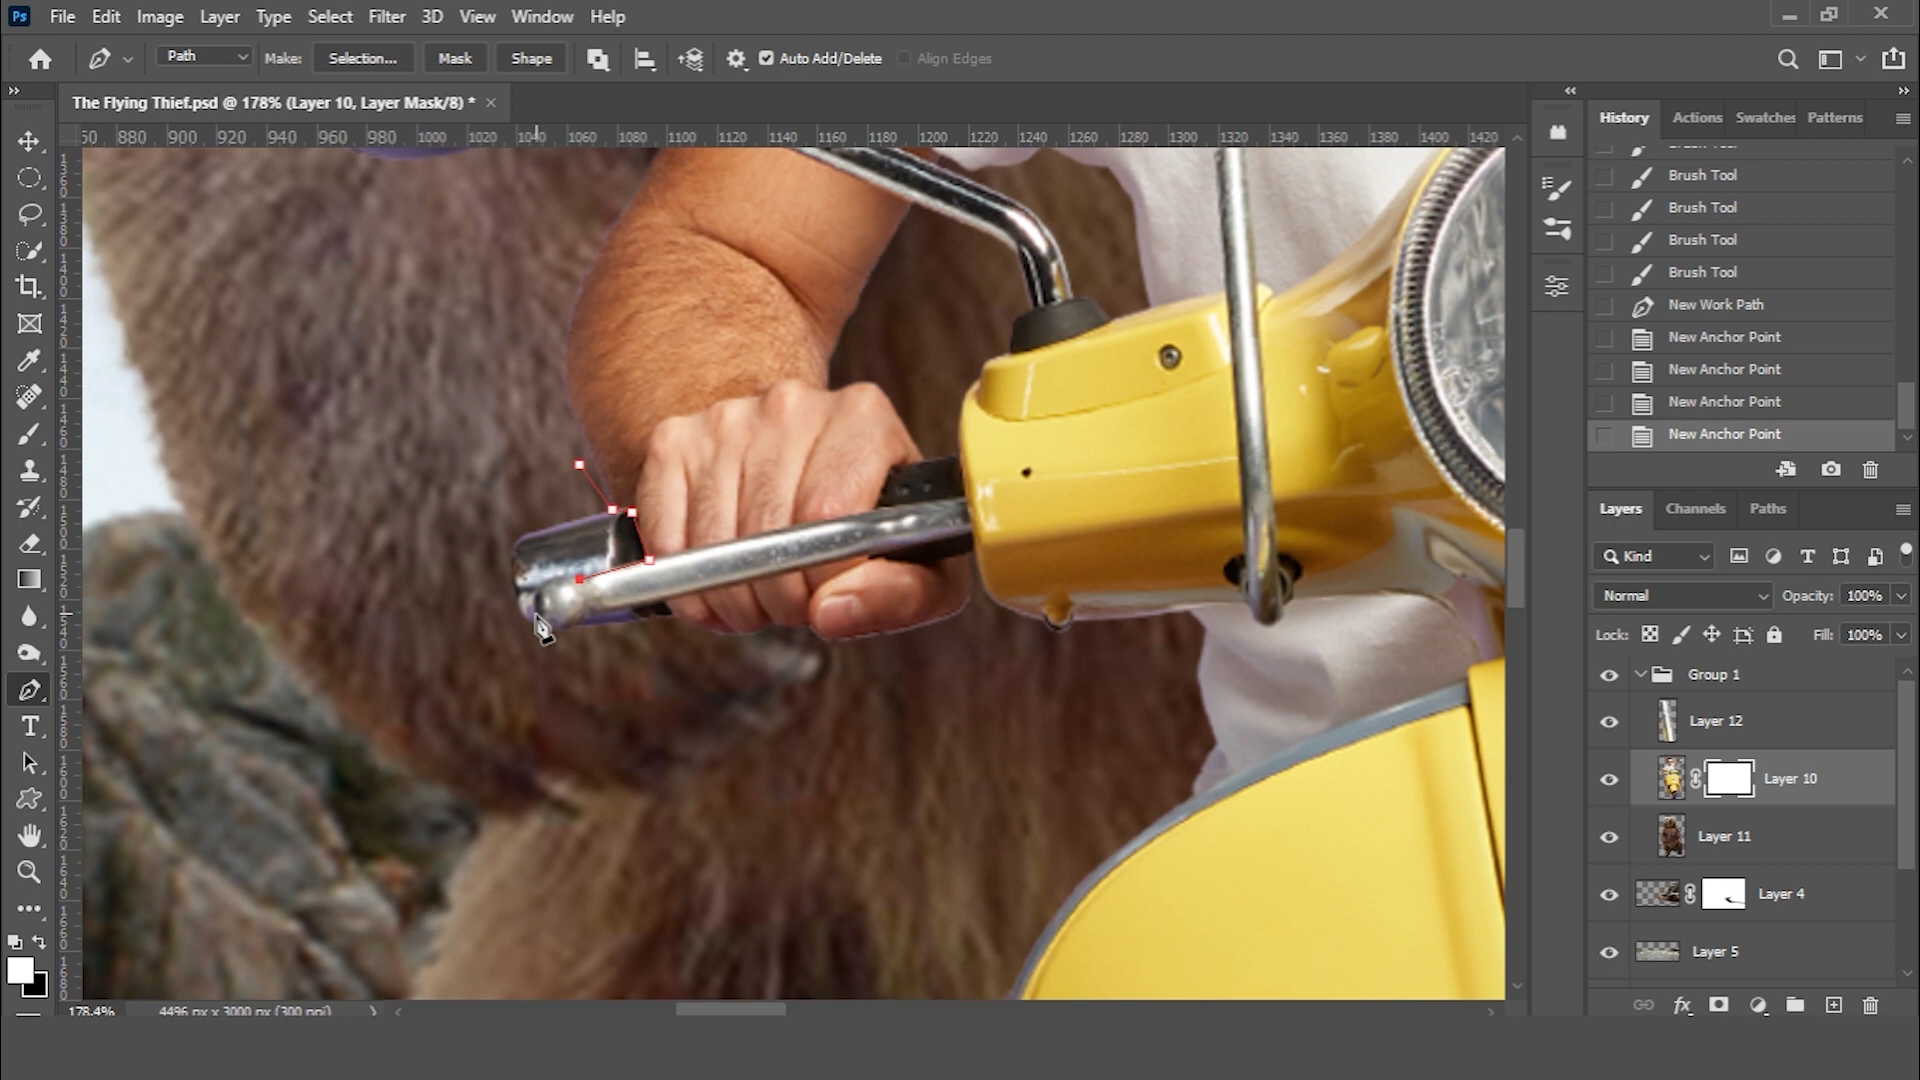 Ps File Edit Image Layer Type Select Filter 3D View Window Help
Path Make: Selection... Mask Shape Auto Add/Delete Align Edges
The Flying Thief.psd @ 178% (Layer 10, Layer Mask/8) * ×
880 900 920 940 960 980 1000 1020 1040 1060 1080 1100 1120 1140 1160 1180 1200 1220 1240 1260 1280 1300 1320 1340 1360 1380 1400 1420
History Actions Swatches Patterns
Brush Tool
Brush Tool
Brush Tool
Brush Tool
Brush Tool
New Work Path
New Anchor Point
New Anchor Point
New Anchor Point
New Anchor Point
Layers Channels Paths
Kind
Normal Opacity: 100%
Lock: Fill: 100%
Group 1
Layer 12
Layer 10
Layer 11
Layer 4
Layer 5
fx
178.4% 4496 px x 3000 px (300 ppi)